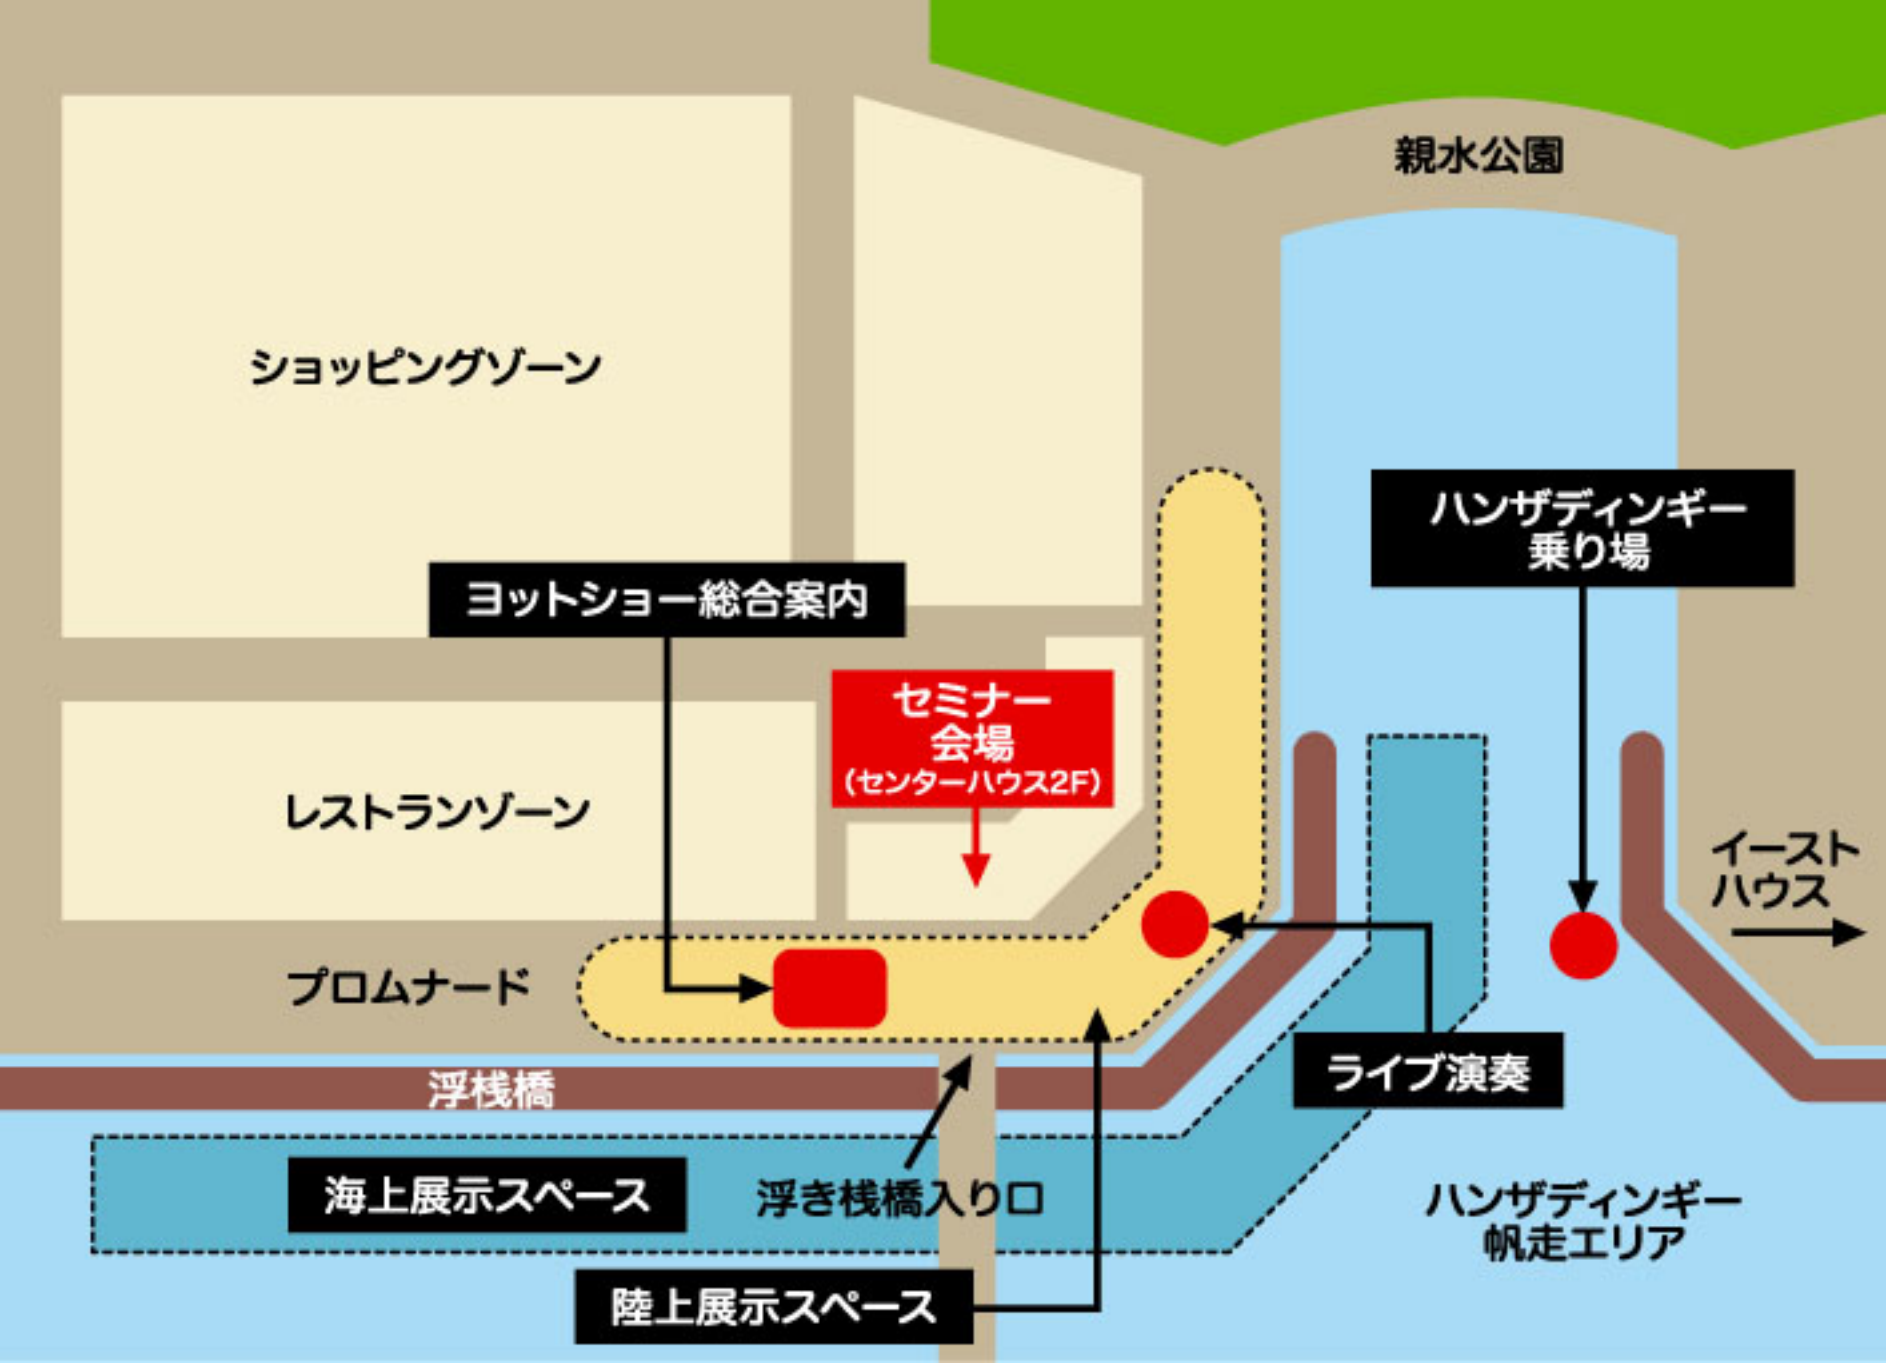 親水公園
ショッピングゾーン
ハンザディンギー
乗り場
ヨットショー総合案内
セミナー
会場
(センターハウス2F)
レストランゾーン
イースト
ハウス
プロムナード
ライブ演奏
浮桟橋
海上展示スペース
浮き桟橋入り口
ハンザディンギー
帆走エリア
陸上展示スペース